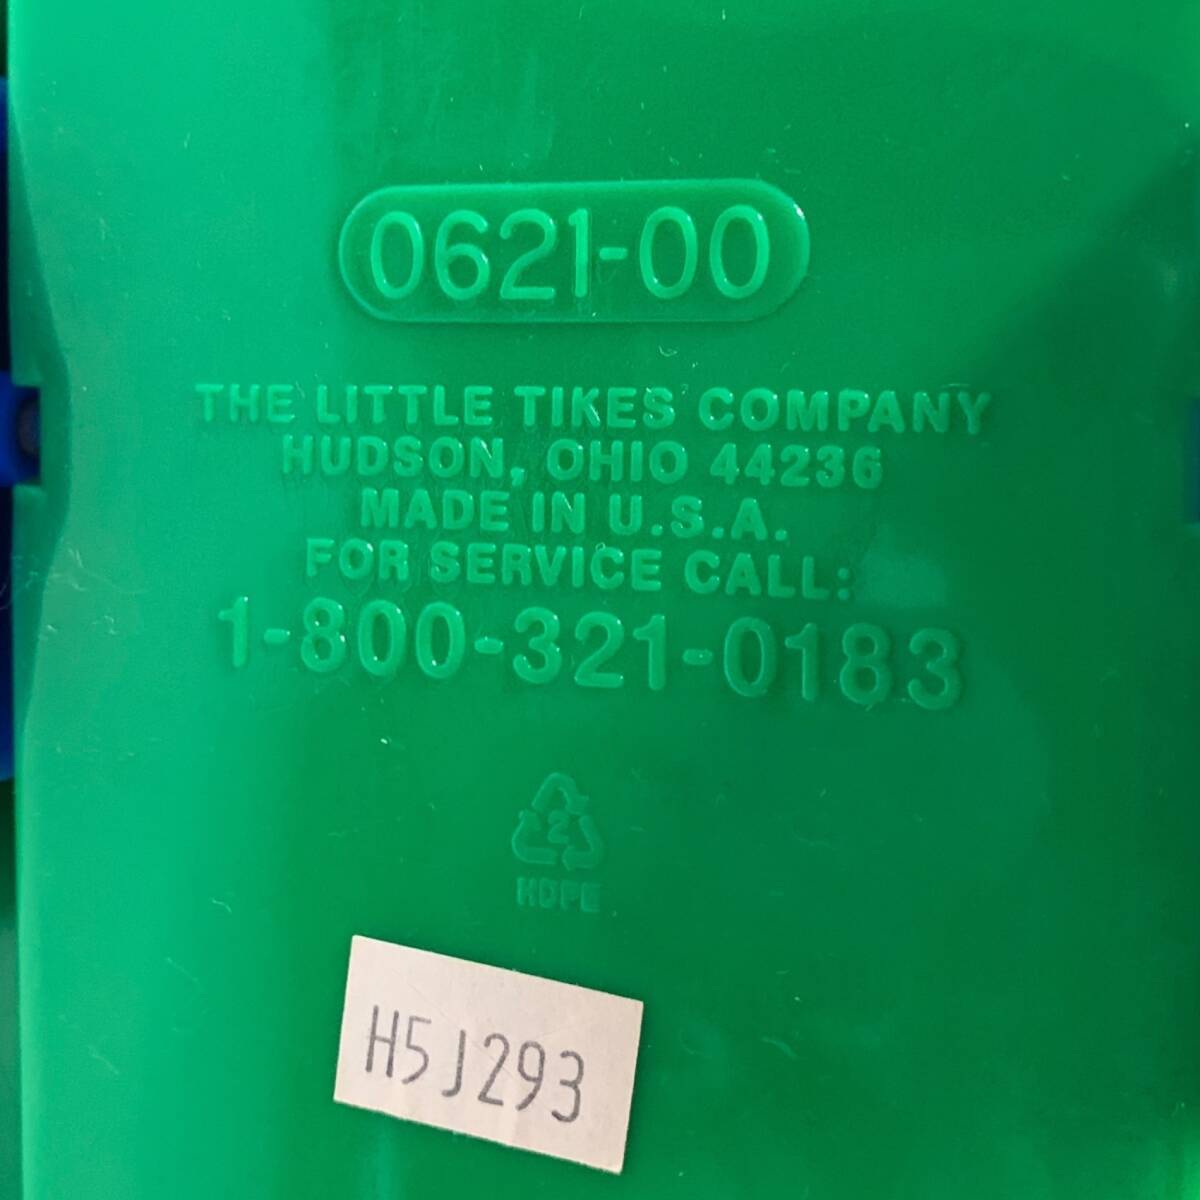 0621-00
THE LITTLE TIKES COMPANY
HUDSON, OHIO 44236
MADE IN U.S.A.
FOR SERVICE CALL:
1-800-321-0183
2
HDPE
H5J293